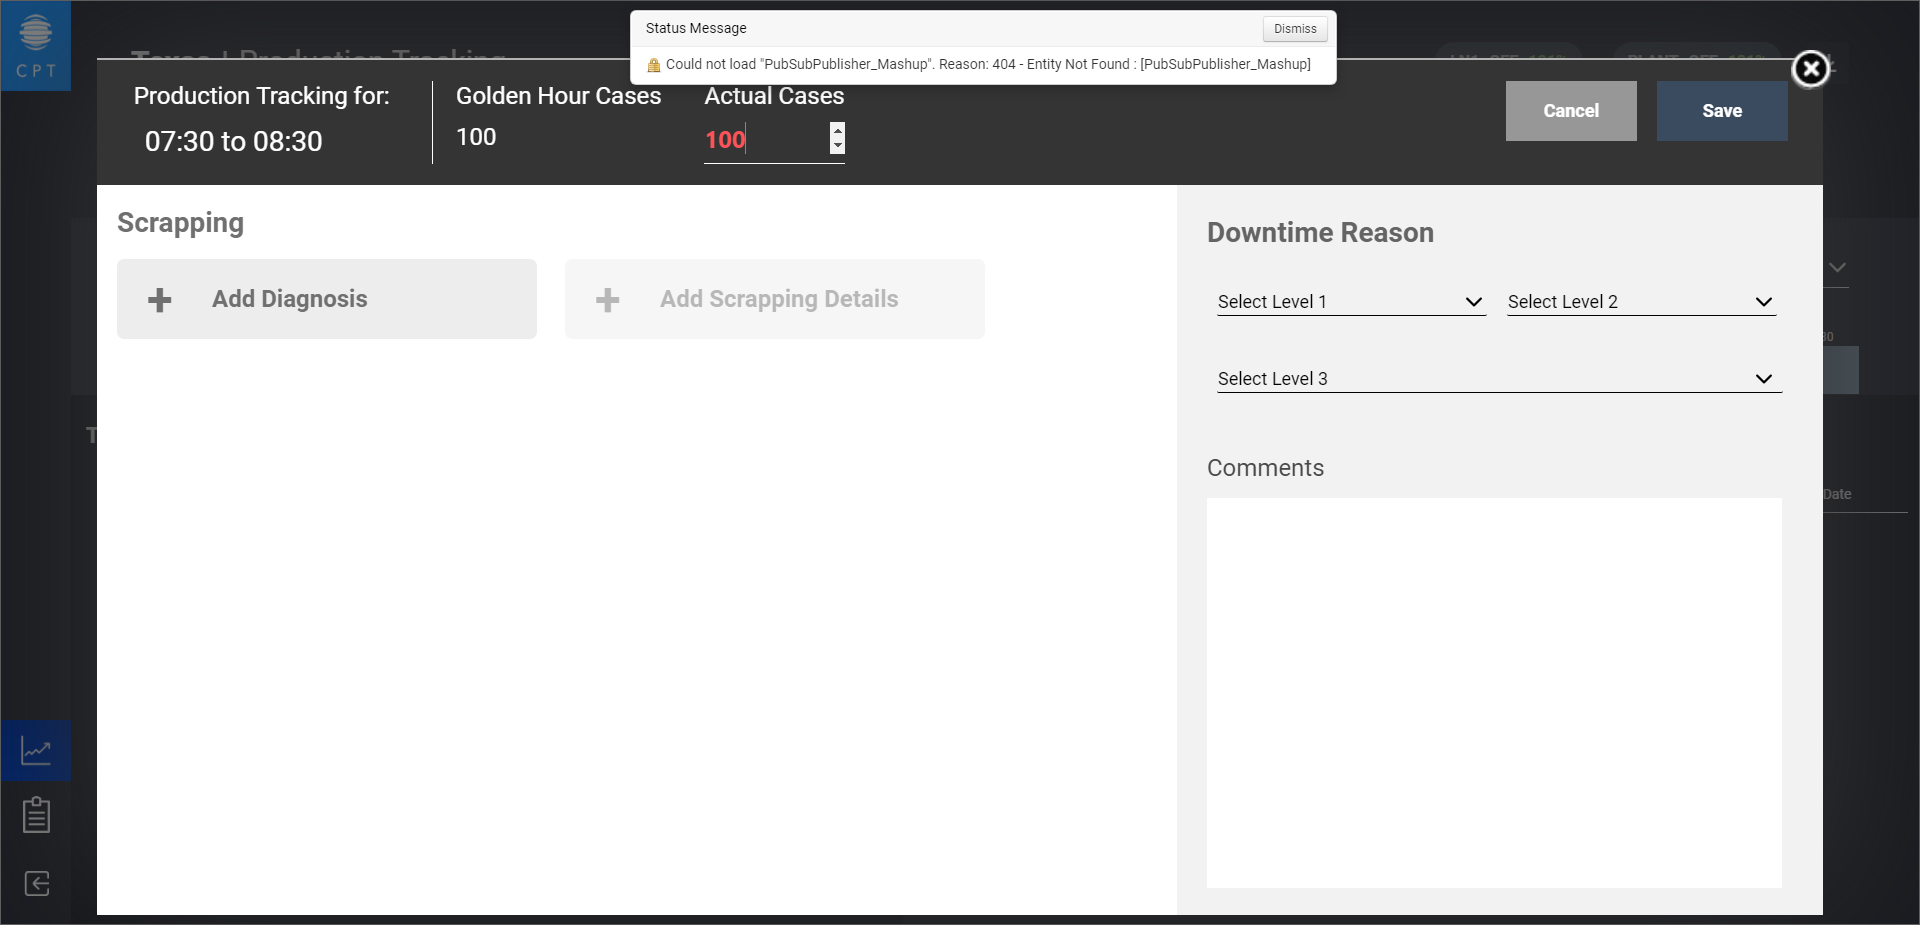 CPT
Status Message
Dismiss
Could not load "PubSubPublisher_Mashup". Reason: 404 - Entity Not Found : [PubSubPublisher_Mashup]
Production Tracking for:
07:30 to 08:30
Golden Hour Cases
100
Actual Cases
100
Cancel
Save
Scrapping
Add Diagnosis
Add Scrapping Details
Downtime Reason
Select Level 1
Select Level 2
Select Level 3
Comments
Date